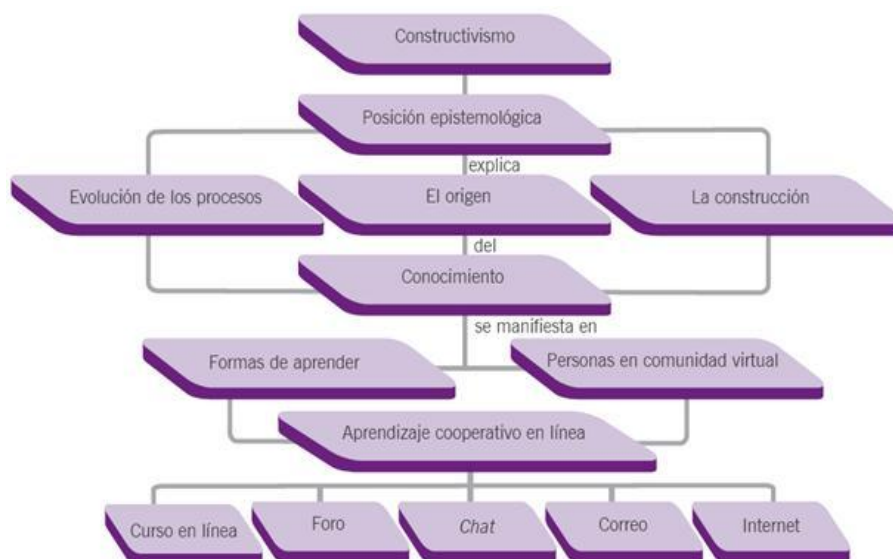 Constructivismo
Posición epistemológica
explica
Evolución de los procesos
El origen
La construcción
del
Conocimiento
se manifiesta en
Formas de aprender
Personas en comunidad virtual
Aprendizaje cooperativo en línea
Curso en línea
Foro
Chat
Correo
Internet